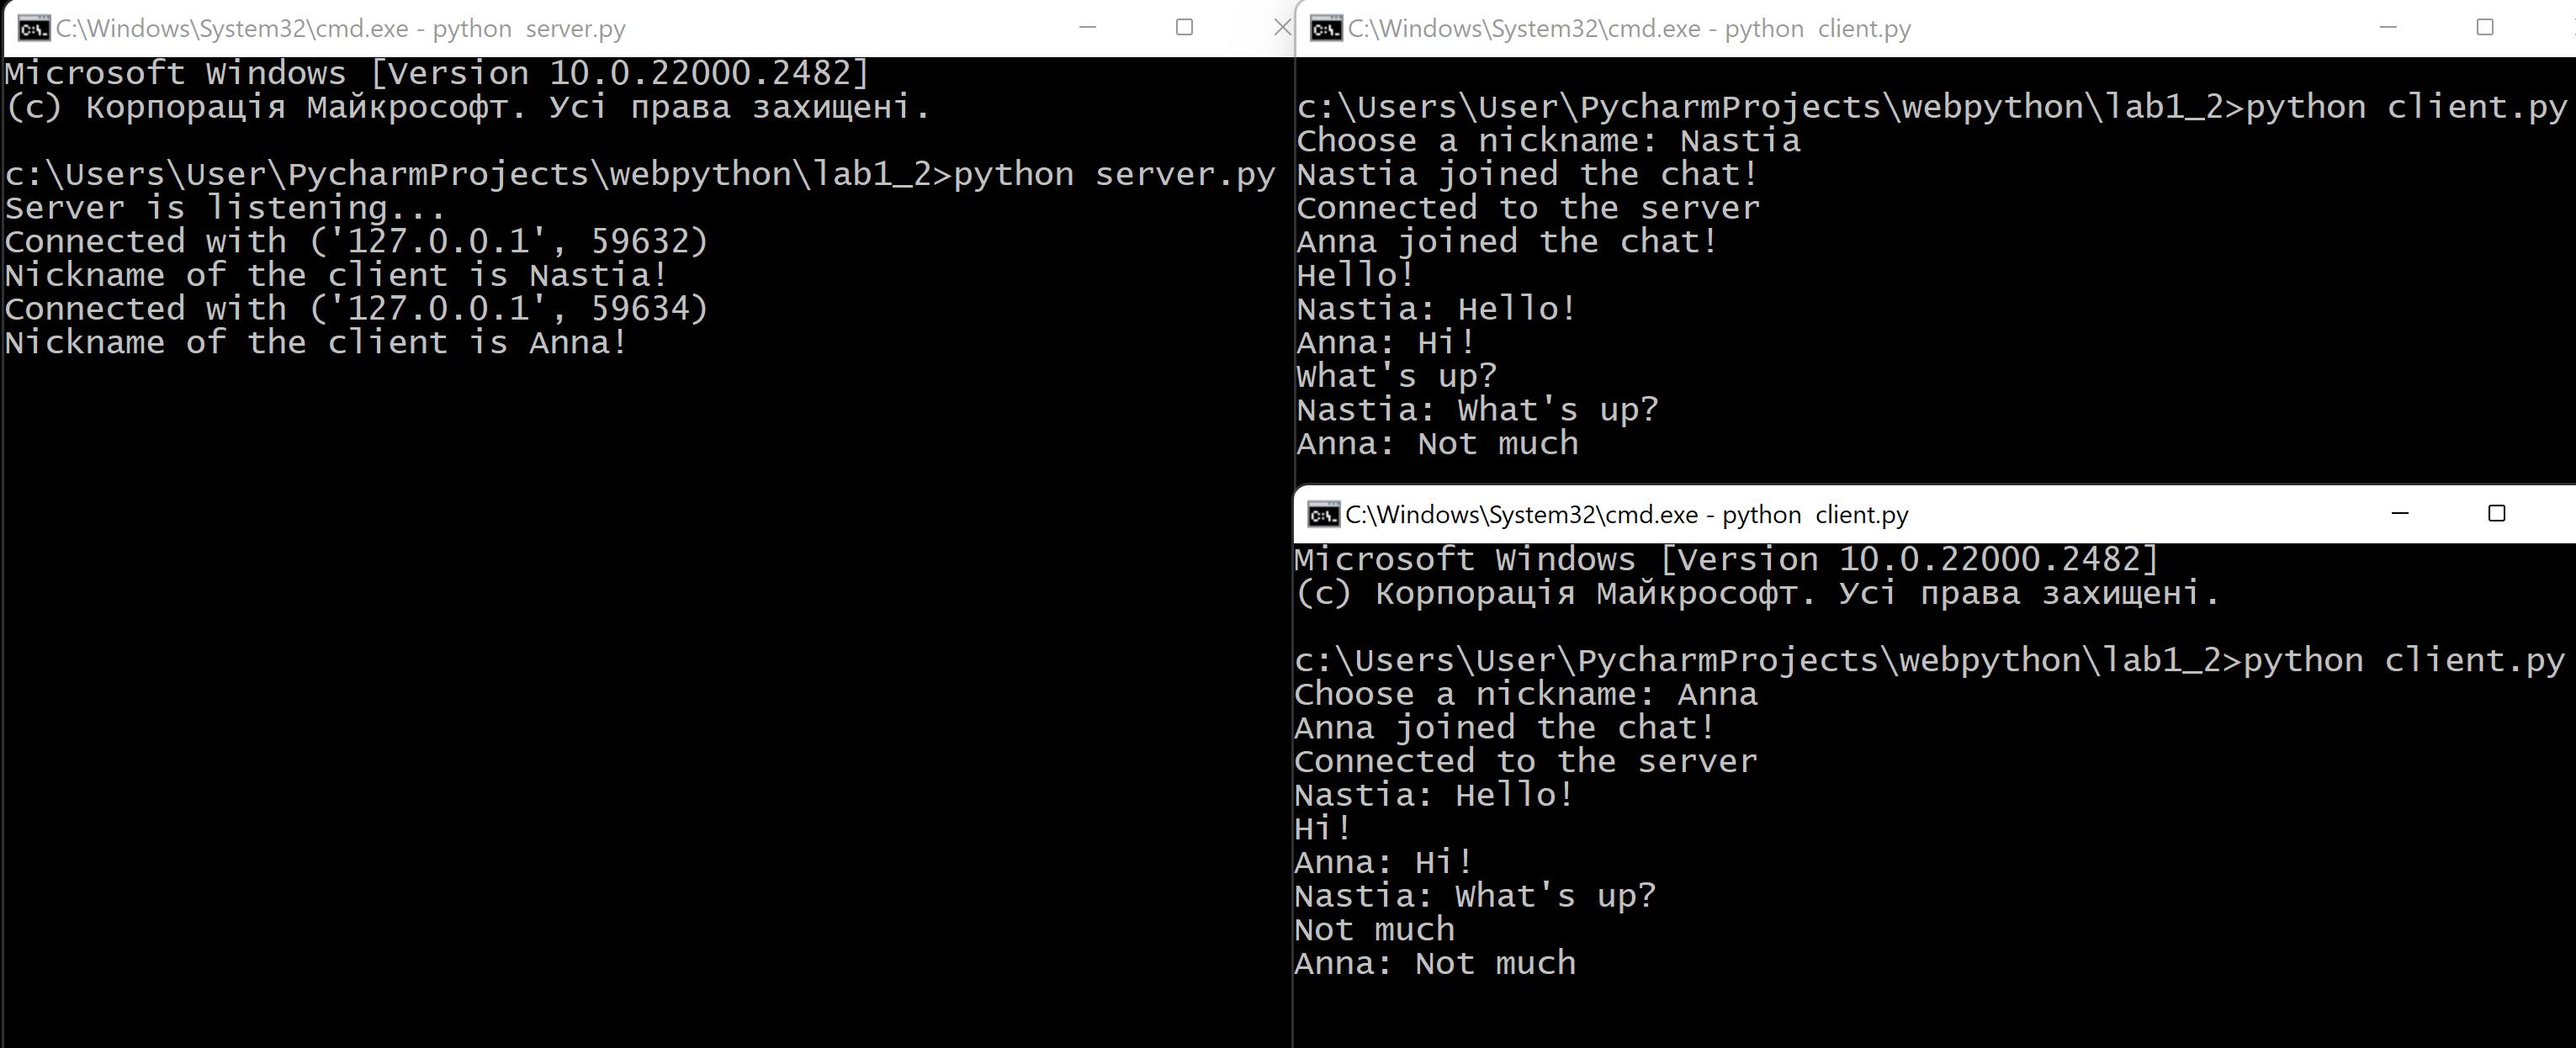 C:\Windows\System32\cmd.exe - python  server.py
Microsoft Windows [Version 10.0.22000.2482]
(c) Корпорація Майкрософт. Усі права захищені.
c:\Users\User\PycharmProjects\webpython\lab1_2>python server.py
Server is listening...
Connected with ('127.0.0.1', 59632)
Nickname of the client is Nastia!
Connected with ('127.0.0.1', 59634)
Nickname of the client is Anna!
C:\Windows\System32\cmd.exe - python  client.py
c:\Users\User\PycharmProjects\webpython\lab1_2>python client.py
Choose a nickname: Nastia
Nastia joined the chat!
Connected to the server
Anna joined the chat!
Hello!
Nastia: Hello!
Anna: Hi!
What's up?
Nastia: What's up?
Anna: Not much
C:\Windows\System32\cmd.exe - python  client.py
Microsoft Windows [Version 10.0.22000.2482]
(c) Корпорація Майкрософт. Усі права захищені.
c:\Users\User\PycharmProjects\webpython\lab1_2>python client.py
Choose a nickname: Anna
Anna joined the chat!
Connected to the server
Nastia: Hello!
Hi!
Anna: Hi!
Nastia: What's up?
Not much
Anna: Not much